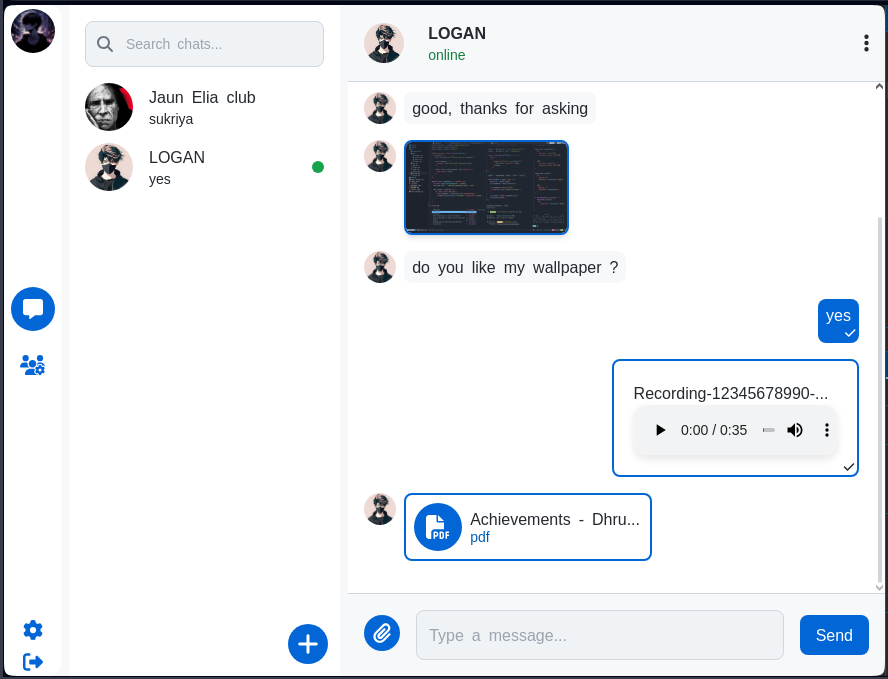 Search chats...
Jaun Elia club
sukriya
LOGAN
yes
LOGAN
online
good, thanks for asking
do you like my wallpaper ?
yes
Recording-12345678990-...
0:00 / 0:35
PDF
Achievements - Dhru...
pdf
Type a message...
Send